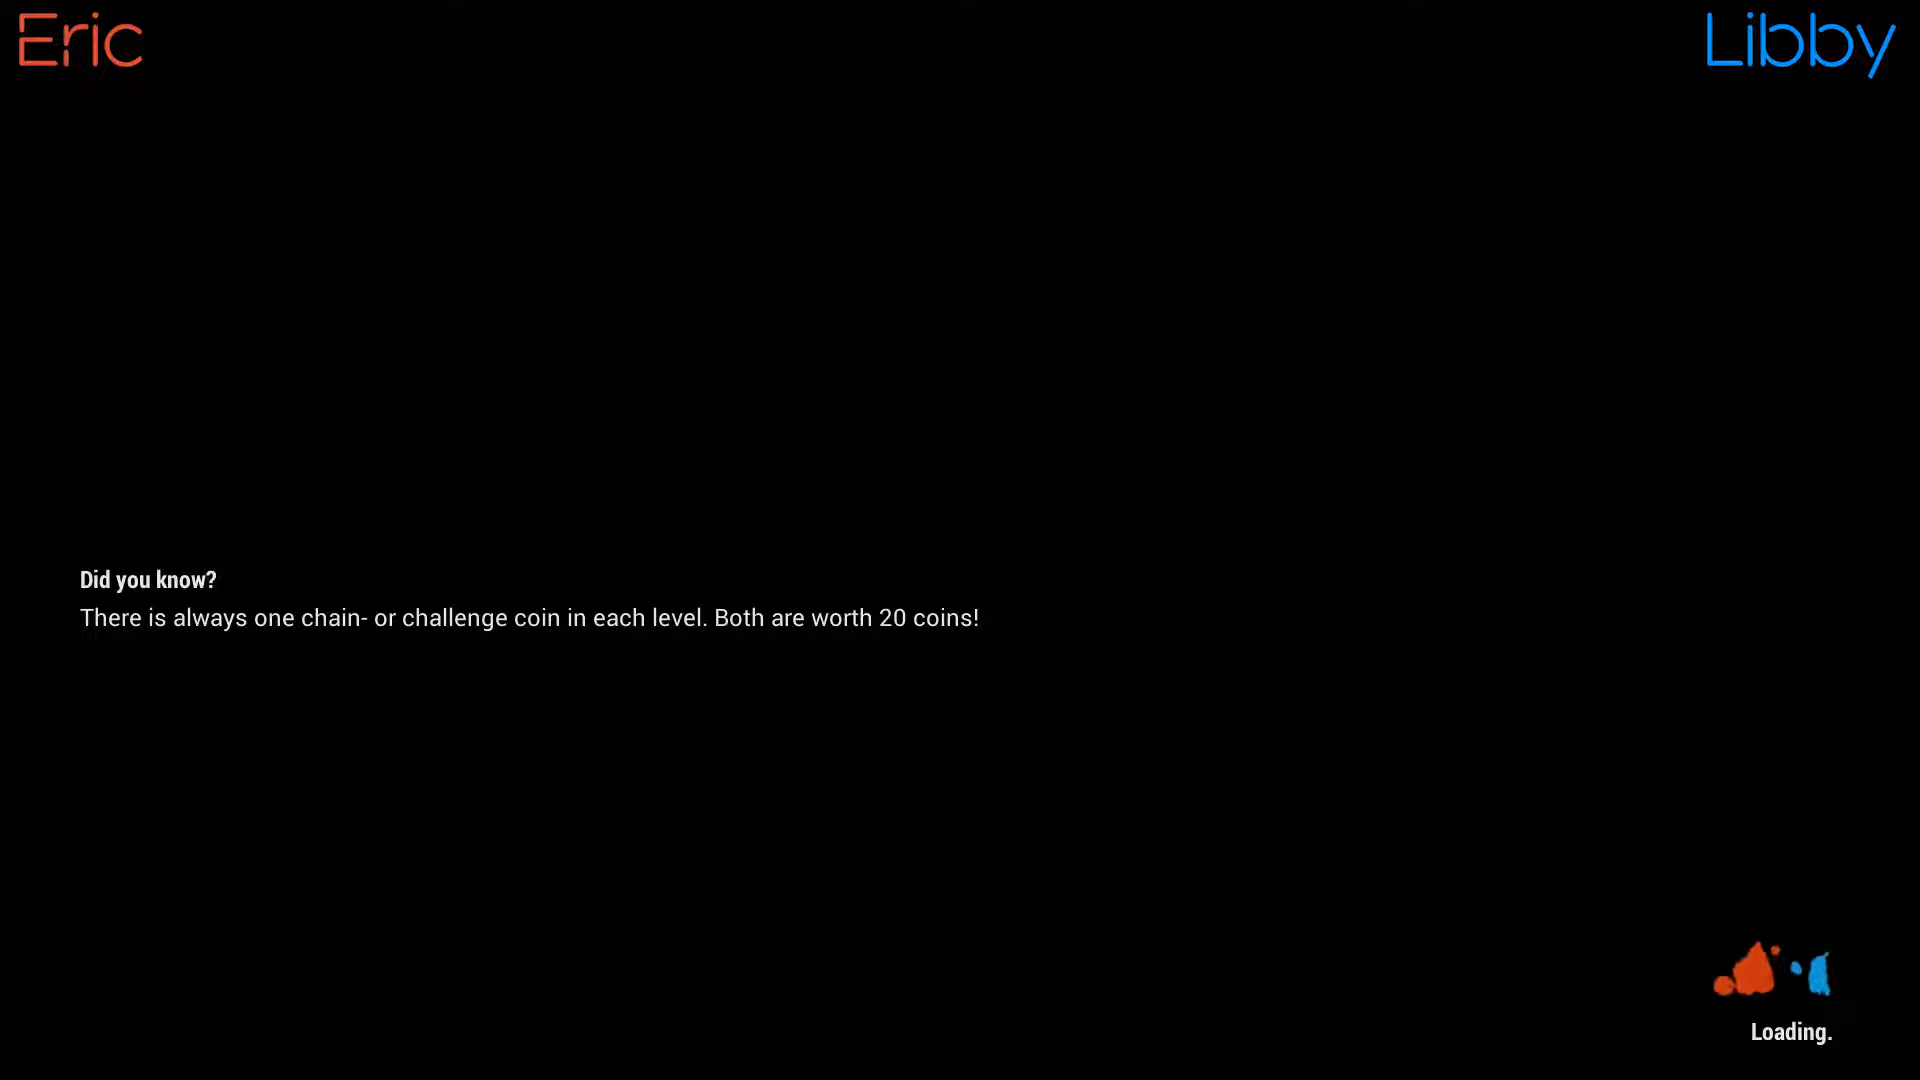 Eric
Libby
Did you know?
There is always one chain- or challenge coin in each level. Both are worth 20 coins!
Loading.